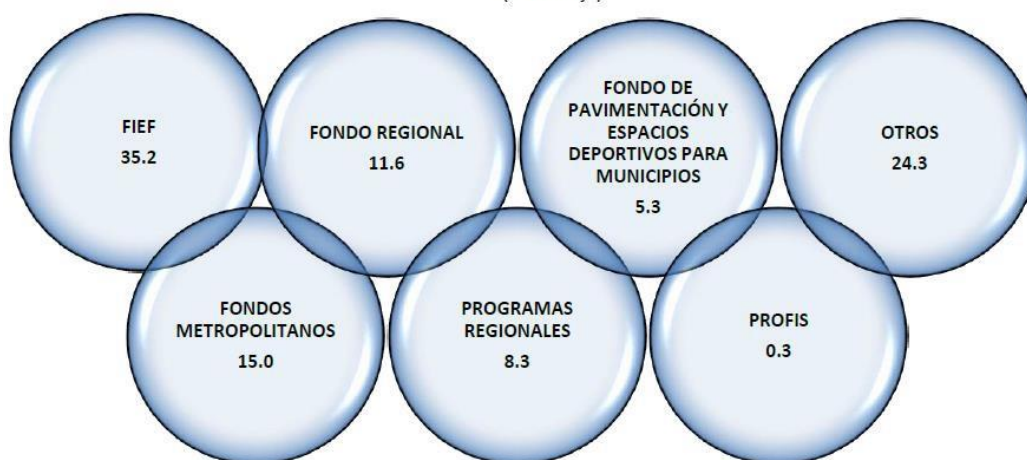 FIEF
35.2
FONDO REGIONAL
11.6
FONDO DE
PAVIMENTACIÓN Y
ESPACIOS
DEPORTIVOS PARA
MUNICIPIOS
5.3
OTROS
24.3
FONDOS
METROPOLITANOS
15.0
PROGRAMAS
REGIONALES
8.3
PROFIS
0.3